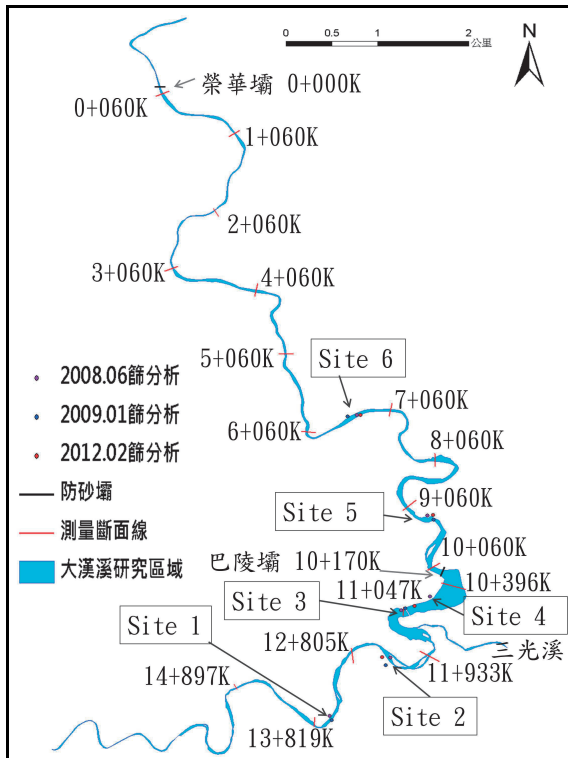 0 0.5 1 2
公里
N
榮華壩 0+000K
0+060K
1+060K
2+060K
3+060K
4+060K
5+060K
Site 6
6+060K
7+060K
8+060K
2008.06篩分析
2009.01篩分析
2012.02篩分析
防砂壩
測量斷面線
大漢溪研究區域
9+060K
Site 5
10+060K
巴陵壩 10+170K
10+396K
11+047K
Site 3
Site 4
Site 1
三光溪
12+805K
11+933K
14+897K
Site 2
13+819K